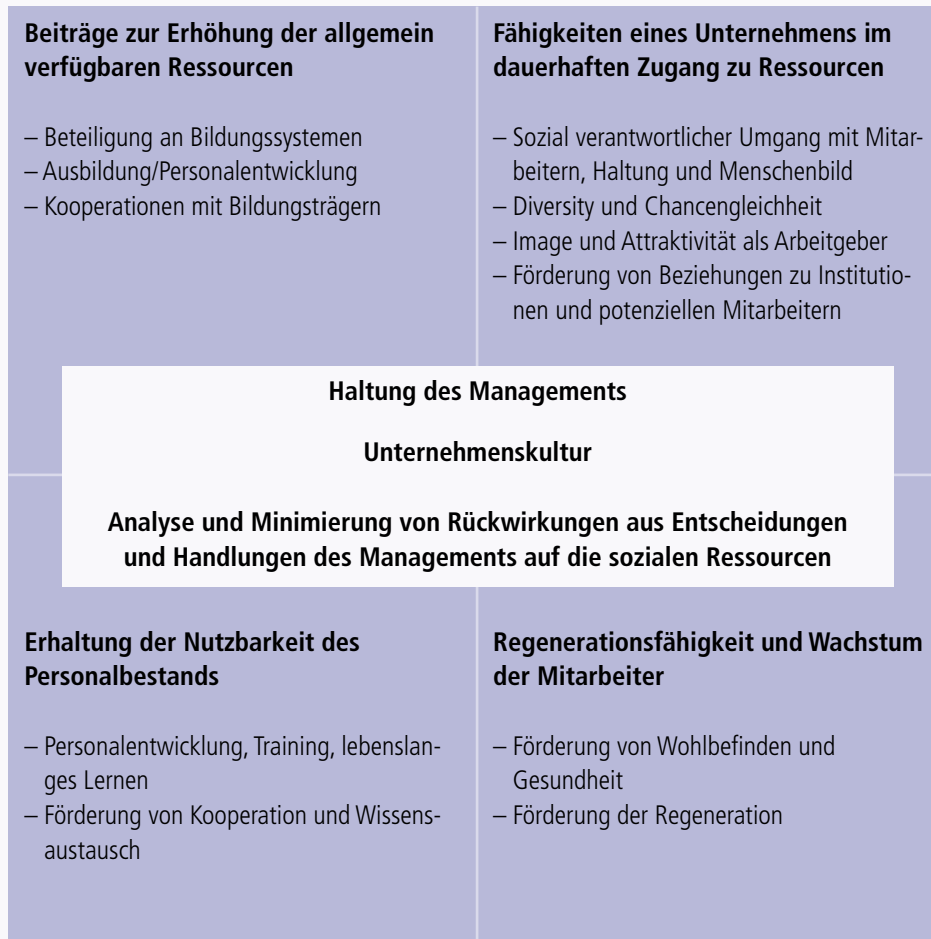 Beiträge zur Erhöhung der allgemein
verfügbaren Ressourcen
– Beteiligung an Bildungssystemen
– Ausbildung/Personalentwicklung
– Kooperationen mit Bildungsträgern
Fähigkeiten eines Unternehmens im
dauerhaften Zugang zu Ressourcen
– Sozial verantwortlicher Umgang mit Mitar-
beitern, Haltung und Menschenbild
– Diversity und Chancengleichheit
– Image und Attraktivität als Arbeitgeber
– Förderung von Beziehungen zu Institutio-
nen und potenziellen Mitarbeitern
Haltung des Managements
Unternehmenskultur
Analyse und Minimierung von Rückwirkungen aus Entscheidungen
und Handlungen des Managements auf die sozialen Ressourcen
Erhaltung der Nutzbarkeit des
Personalbestands
– Personalentwicklung, Training, lebenslan-
ges Lernen
– Förderung von Kooperation und Wissens-
austausch
Regenerationsfähigkeit und Wachstum
der Mitarbeiter
– Förderung von Wohlbefinden und
Gesundheit
– Förderung der Regeneration